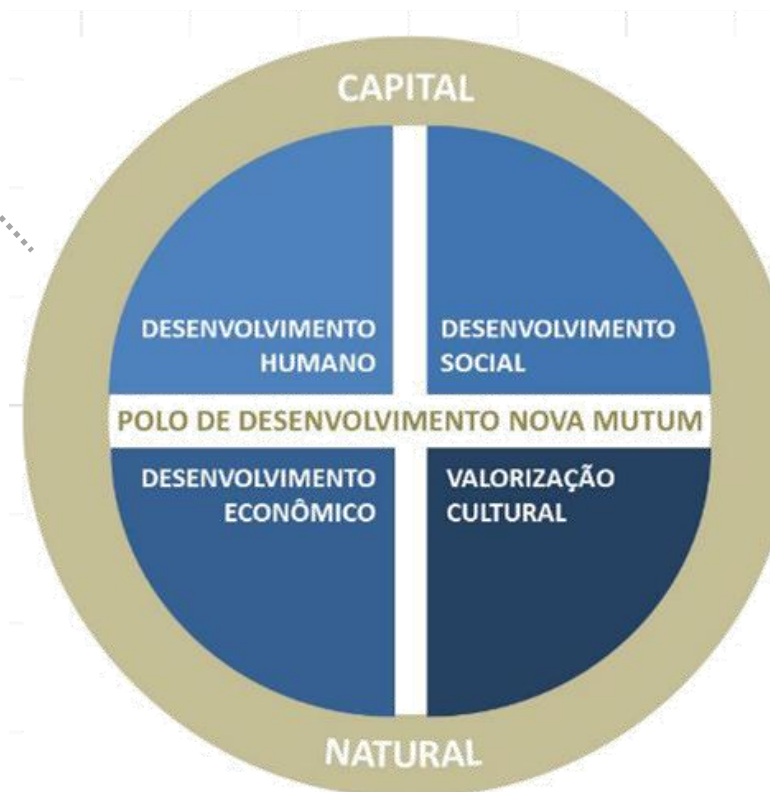 CAPITAL
DESENVOLVIMENTO
HUMANO
DESENVOLVIMENTO
SOCIAL
POLO DE DESENVOLVIMENTO NOVA MUTUM
DESENVOLVIMENTO
ECONÔMICO
VALORIZAÇÃO
CULTURAL
NATURAL